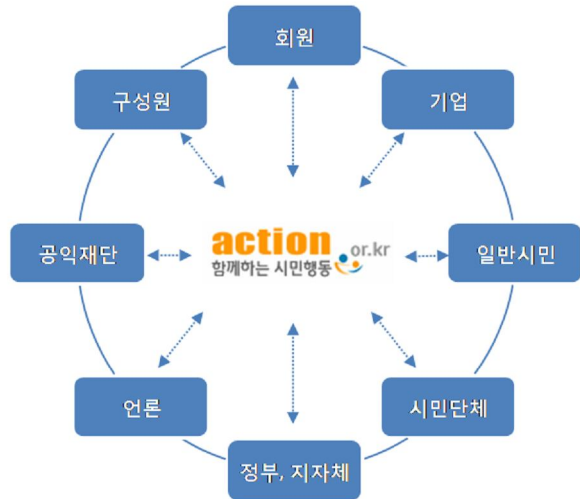 회원
구성원
기업
공익재단
action.or.kr
함께하는 시민행동
일반시민
언론
시민단체
정부, 지자체